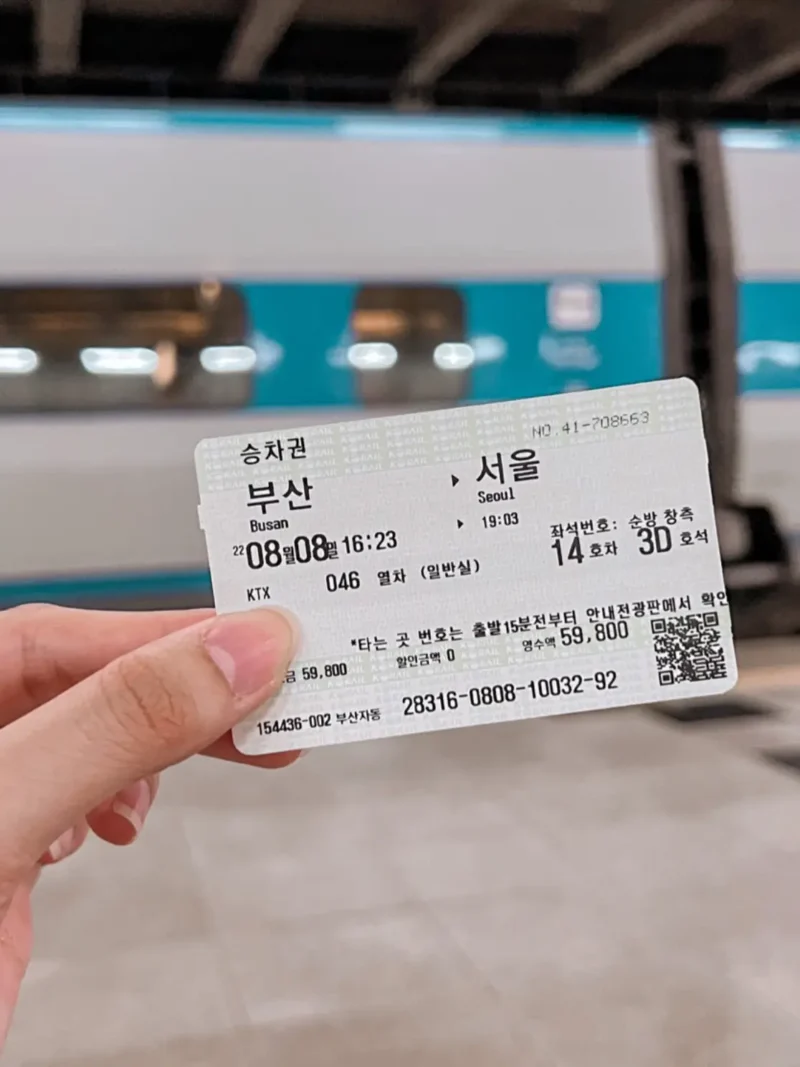 승차권
NO.41-708663
부산 ▶ 서울
Busan Seoul
22 08월08일 16:23 ▶ 19:03
좌석번호: 순방 창측
14 호차 3D 호석
KTX 046 열차 (일반실)
*타는 곳 번호는 출발15분전부터 안내전광판에서 확인
금 59,800 할인금액 0 영수액 59,800
154436-002 부산자동 28316-0808-10032-92